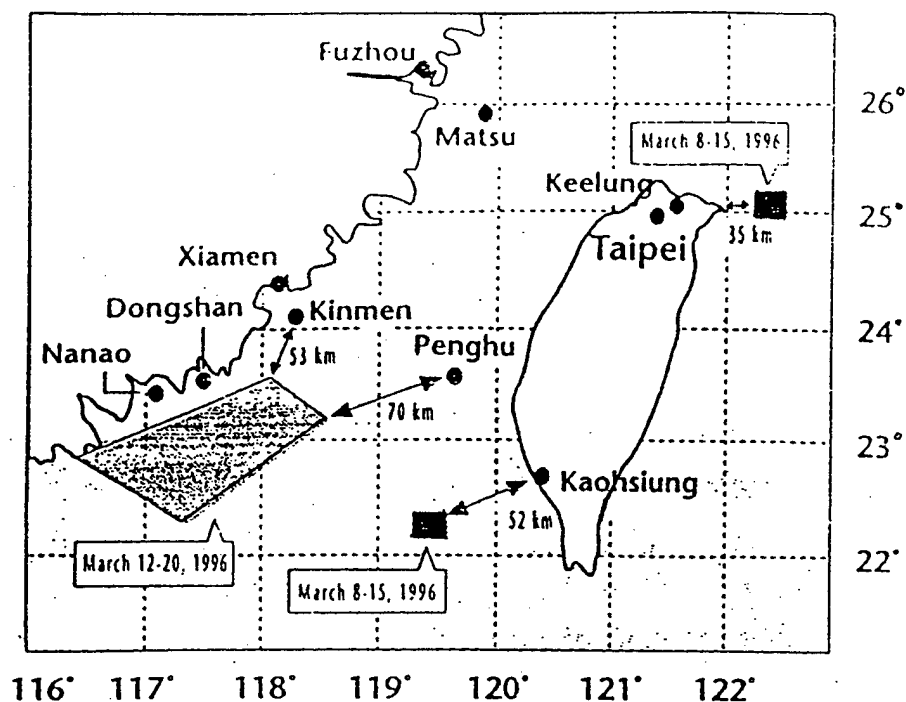 Fuzhou
26°
Matsu
March 8-15, 1996
Keelung
25°
35 km
Taipei
Xiamen
Dongshan
Kinmen
24°
Nanao
53 km
Penghu
70 km
23°
Kaohsiung
52 km
March 12-20, 1996
22°
March 8-15, 1996
116° 117° 118° 119° 120° 121° 122°